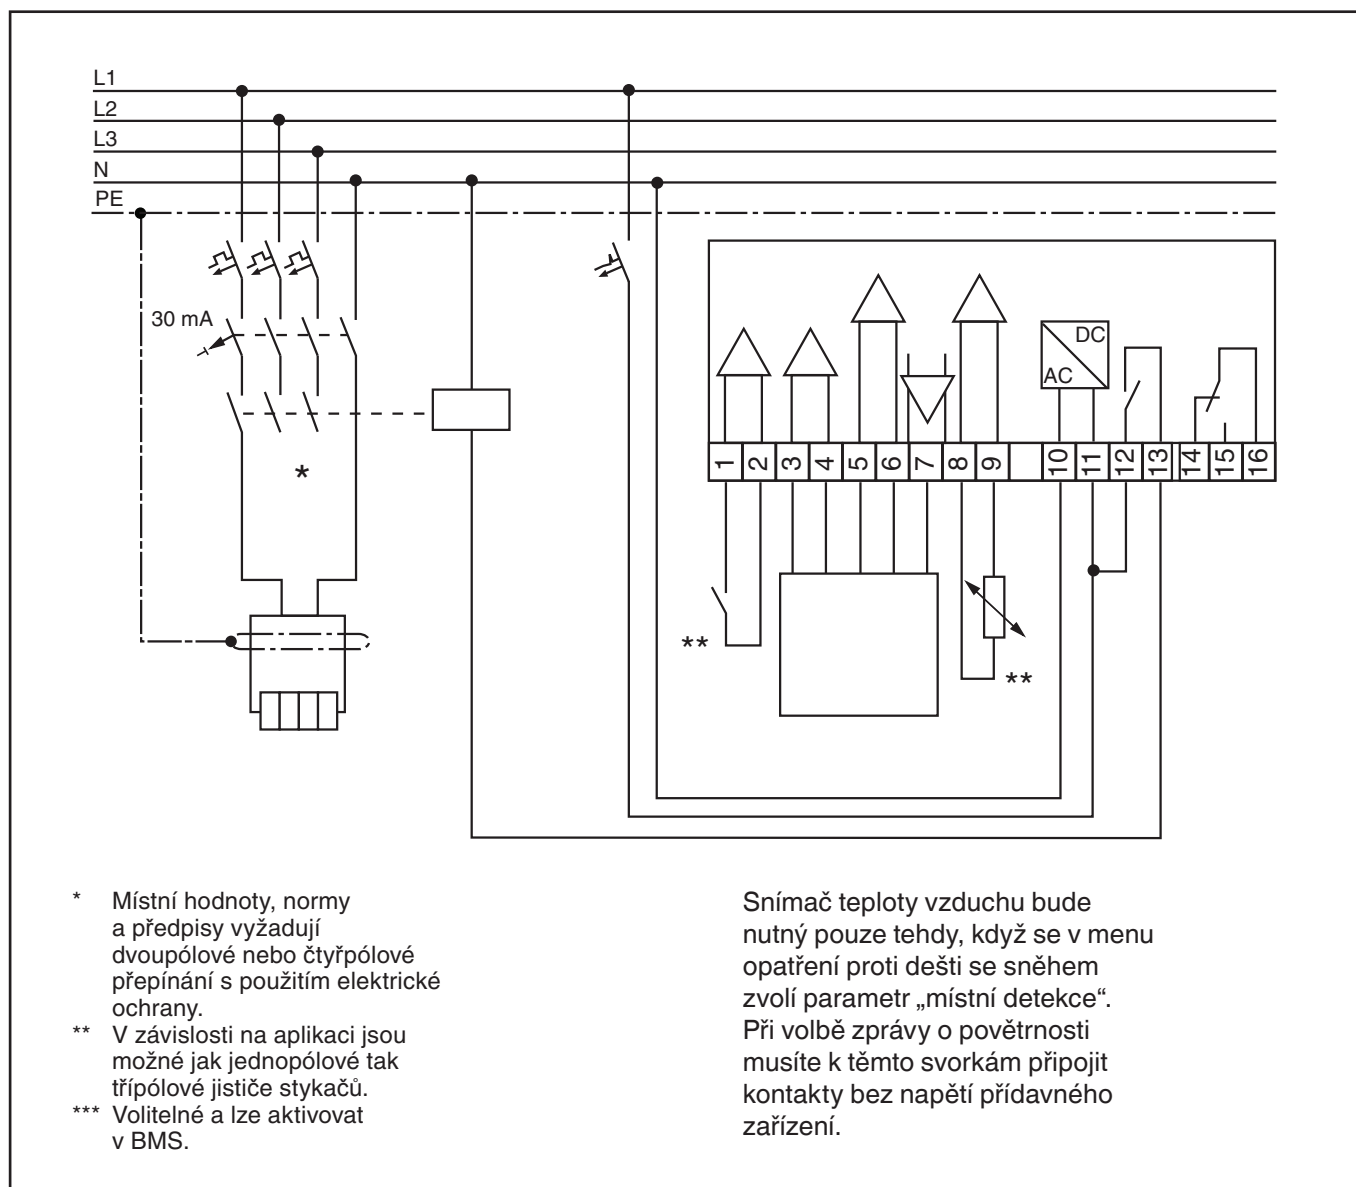 L1
L2
L3
N
PE
30 mA
*
DC
AC
1 2 3 4 5 6 7 8 9 10 11 12 13 14 15 16
**
**
* Místní hodnoty, normy
a předpisy vyžadují
dvoupólové nebo čtyřpólové
přepínání s použitím elektrické
ochrany.
** V závislosti na aplikaci jsou
možné jak jednopólové tak
třípólové jističe stykačů.
*** Volitelné a lze aktivovat
v BMS.
Snímač teploty vzduchu bude
nutný pouze tehdy, když se v menu
opatření proti dešti se sněhem
zvolí parametr „místní detekce“.
Při volbě zprávy o povětrnosti
musíte k těmto svorkám připojit
kontakty bez napětí přídavného
zařízení.